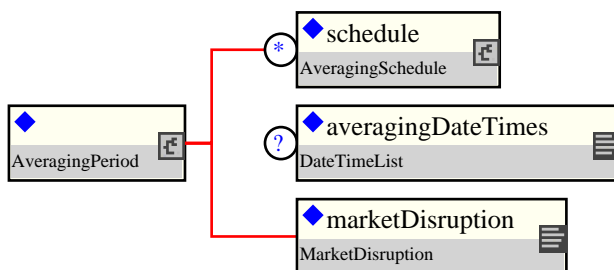 schedule
AveragingSchedule
*
AveragingPeriod
?
averagingDateTimes
DateTimeList
marketDisruption
MarketDisruption